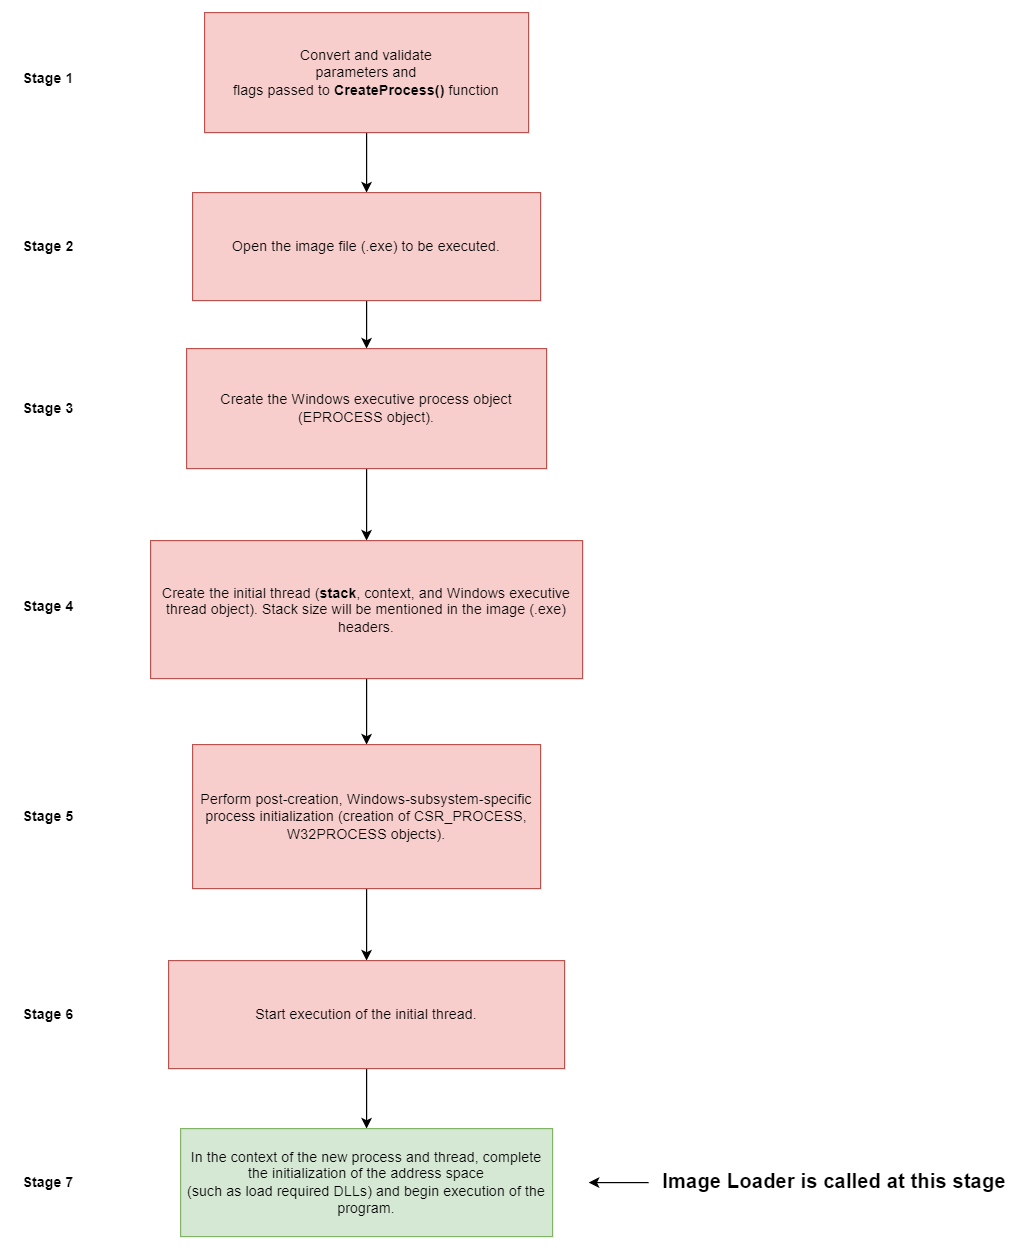 Stage 1
Convert and validate
parameters and
flags passed to CreateProcess() function
Stage 2
Open the image file (.exe) to be executed.
Stage 3
Create the Windows executive process object
(EPROCESS object).
Stage 4
Create the initial thread (stack, context, and Windows executive
thread object). Stack size will be mentioned in the image (.exe)
headers.
Stage 5
Perform post-creation, Windows-subsystem-specific
process initialization (creation of CSR_PROCESS,
W32PROCESS objects).
Stage 6
Start execution of the initial thread.
Stage 7
In the context of the new process and thread, complete
the initialization of the address space
(such as load required DLLs) and begin execution of the
program.
Image Loader is called at this stage